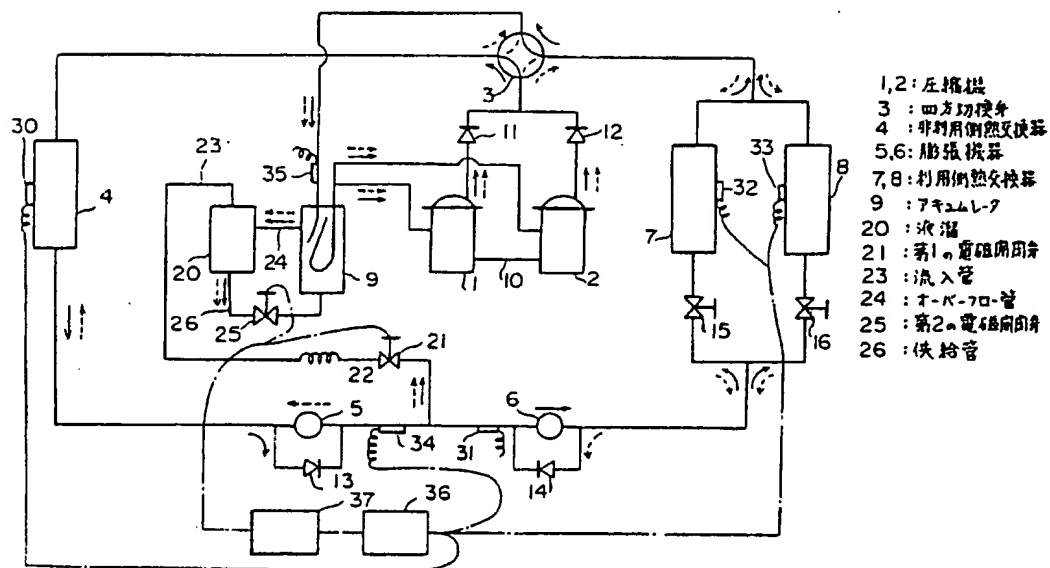 30
4
23
20
24
26
25
35
9
11
12
1
10
2
3
22
21
5
13
34
31
6
14
37
36
7
32
33
8
15
16
1,2:圧縮機
3:四方切換弁
4:非利用側熱交換器
5,6:膨張機器
7,8:利用側熱交換器
9:アキュムレータ
20:液溜
21:第1の電磁開閉弁
23:流入管
24:オーバーフロー管
25:第2の電磁開閉弁
26:供給管